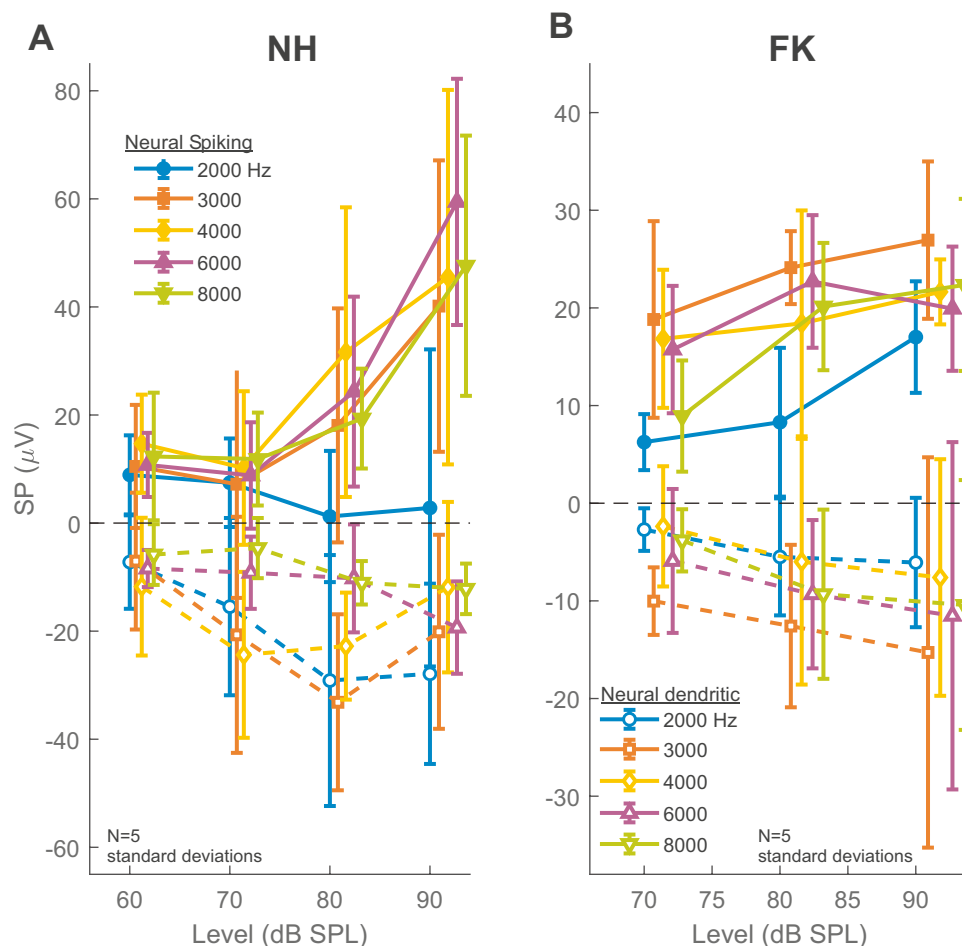 A
NH
80
60
40
20
0
-20
-40
-60
SP (μV)
Neural Spiking
2000 Hz
3000
4000
6000
8000
N=5
standard deviations
60
70
80
90
Level (dB SPL)
B
FK
40
30
20
10
0
-10
-20
-30
Neural dendritic
2000 Hz
3000
4000
6000
8000
N=5
standard deviations
70
75
80
85
90
Level (dB SPL)